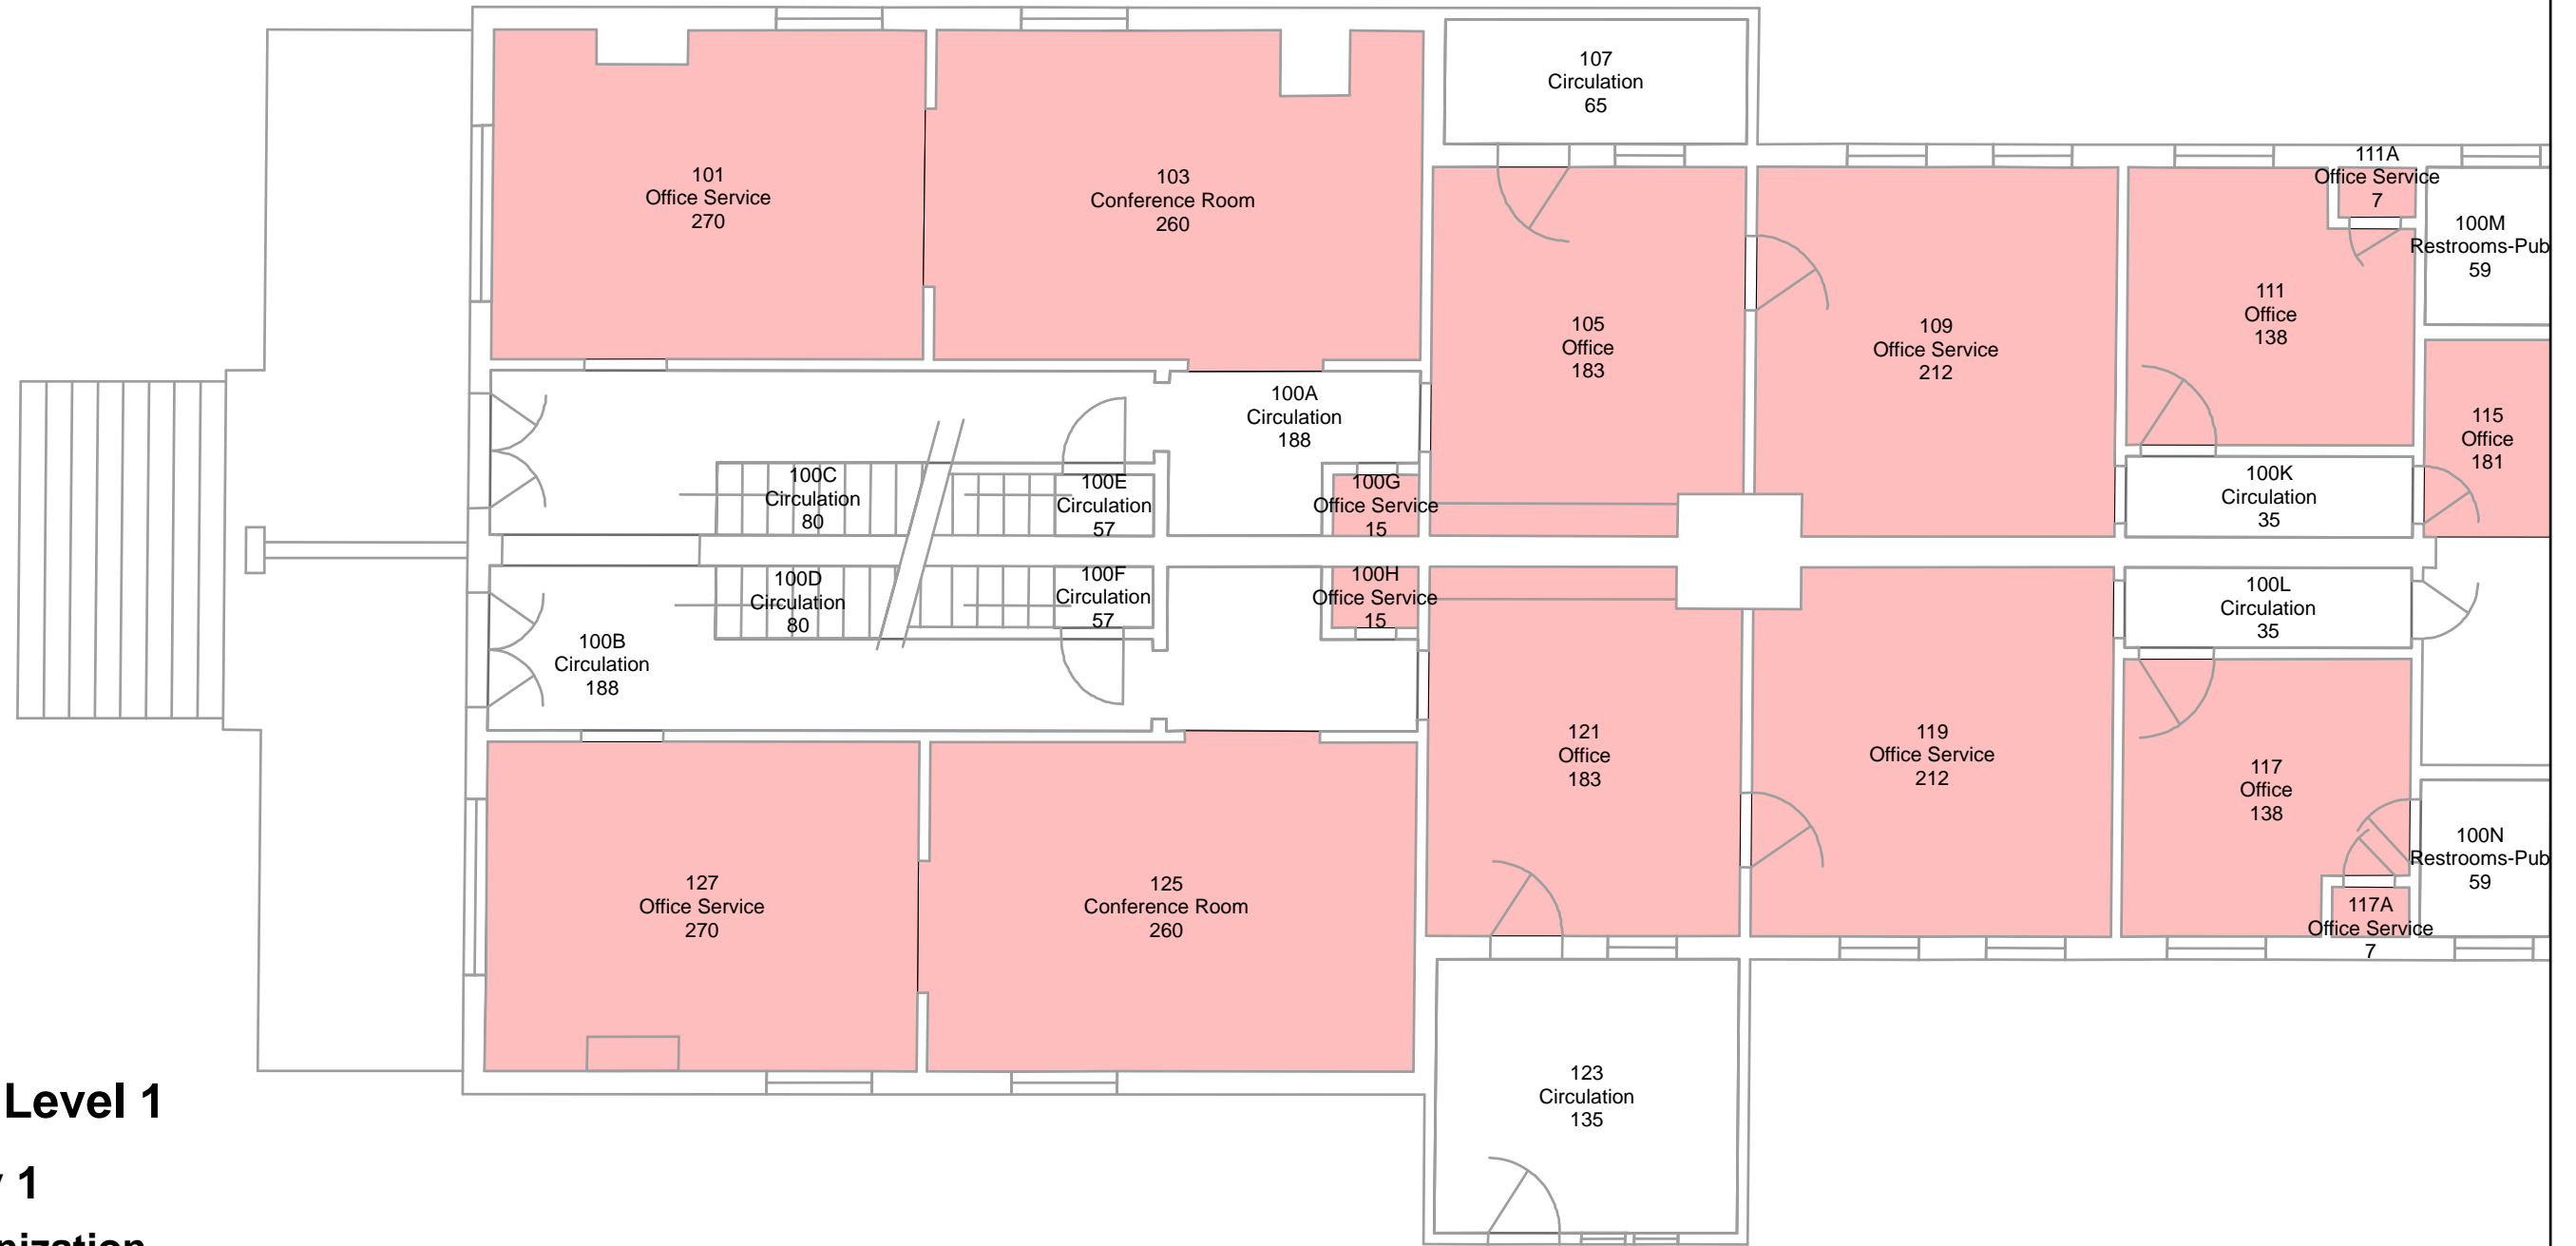 107
Circulation
65
101
Office Service
270
103
Conference Room
260
111A
Office Service
7
100M
Restrooms-Pub
59
105
Office
183
109
Office Service
212
111
Office
138
100A
Circulation
188
115
Office
181
100C
Circulation
80
100E
Circulation
57
100G
Office Service
15
100K
Circulation
35
100D
Circulation
80
100F
Circulation
57
100H
Office Service
15
100L
Circulation
35
100B
Circulation
188
121
Office
183
119
Office Service
212
117
Office
138
100N
Restrooms-Pub
59
127
Office Service
270
125
Conference Room
260
117A
Office Service
7
123
Circulation
135
Level 1
1